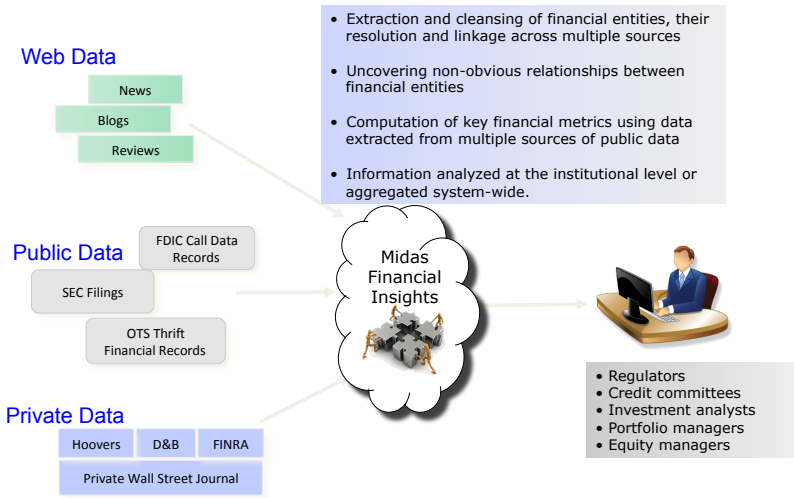 • Extraction and cleansing of financial entities, their
resolution and linkage across multiple sources
• Uncovering non-obvious relationships between
financial entities
• Computation of key financial metrics using data
extracted from multiple sources of public data
• Information analyzed at the institutional level or
aggregated system-wide.
Web Data
News
Blogs
Reviews
Public Data
FDIC Call Data
Records
SEC Filings
OTS Thrift
Financial Records
Private Data
Hoovers
D&B
FINRA
Private Wall Street Journal
Midas
Financial
Insights
• Regulators
• Credit committees
• Investment analysts
• Portfolio managers
• Equity managers